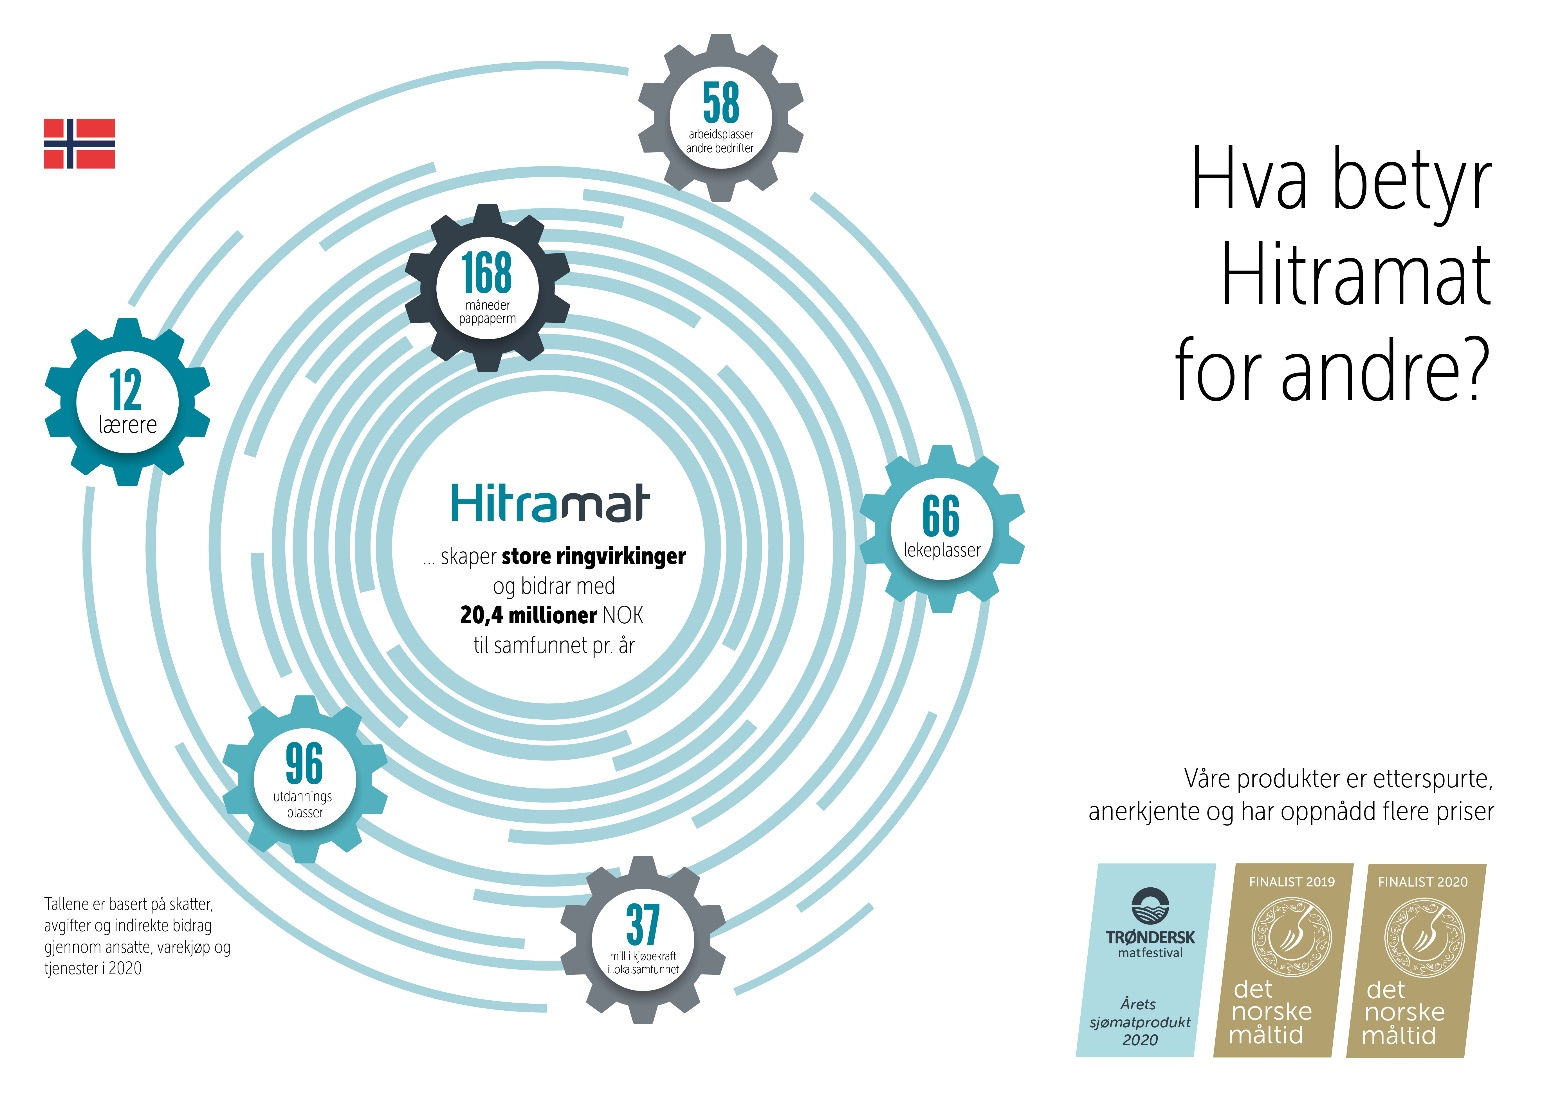 Hva betyr
Hitramat
for andre?
58
arbeidsplasser
andre bedrifter
168
måneder
pappaperm
12
lærere
66
lekeplasser
Hitramat
... skaper store ringvirkinger
og bidrar med
20,4 millioner NOK
til samfunnet pr. år
96
utdannings
plasser
37
mill i kjøpekraft
i lokalsamfunnet
Tallene er basert på skatter,
avgifter og indirekte bidrag
gjennom ansatte, varekjøp og
tjenester i 2020
Våre produkter er etterspurte,
anerkjente og har oppnådd flere priser
TRØNDERSK
matfestival
Årets
sjømatprodukt
2020
FINALIST 2019
det
norske
måltid
FINALIST 2020
det
norske
måltid